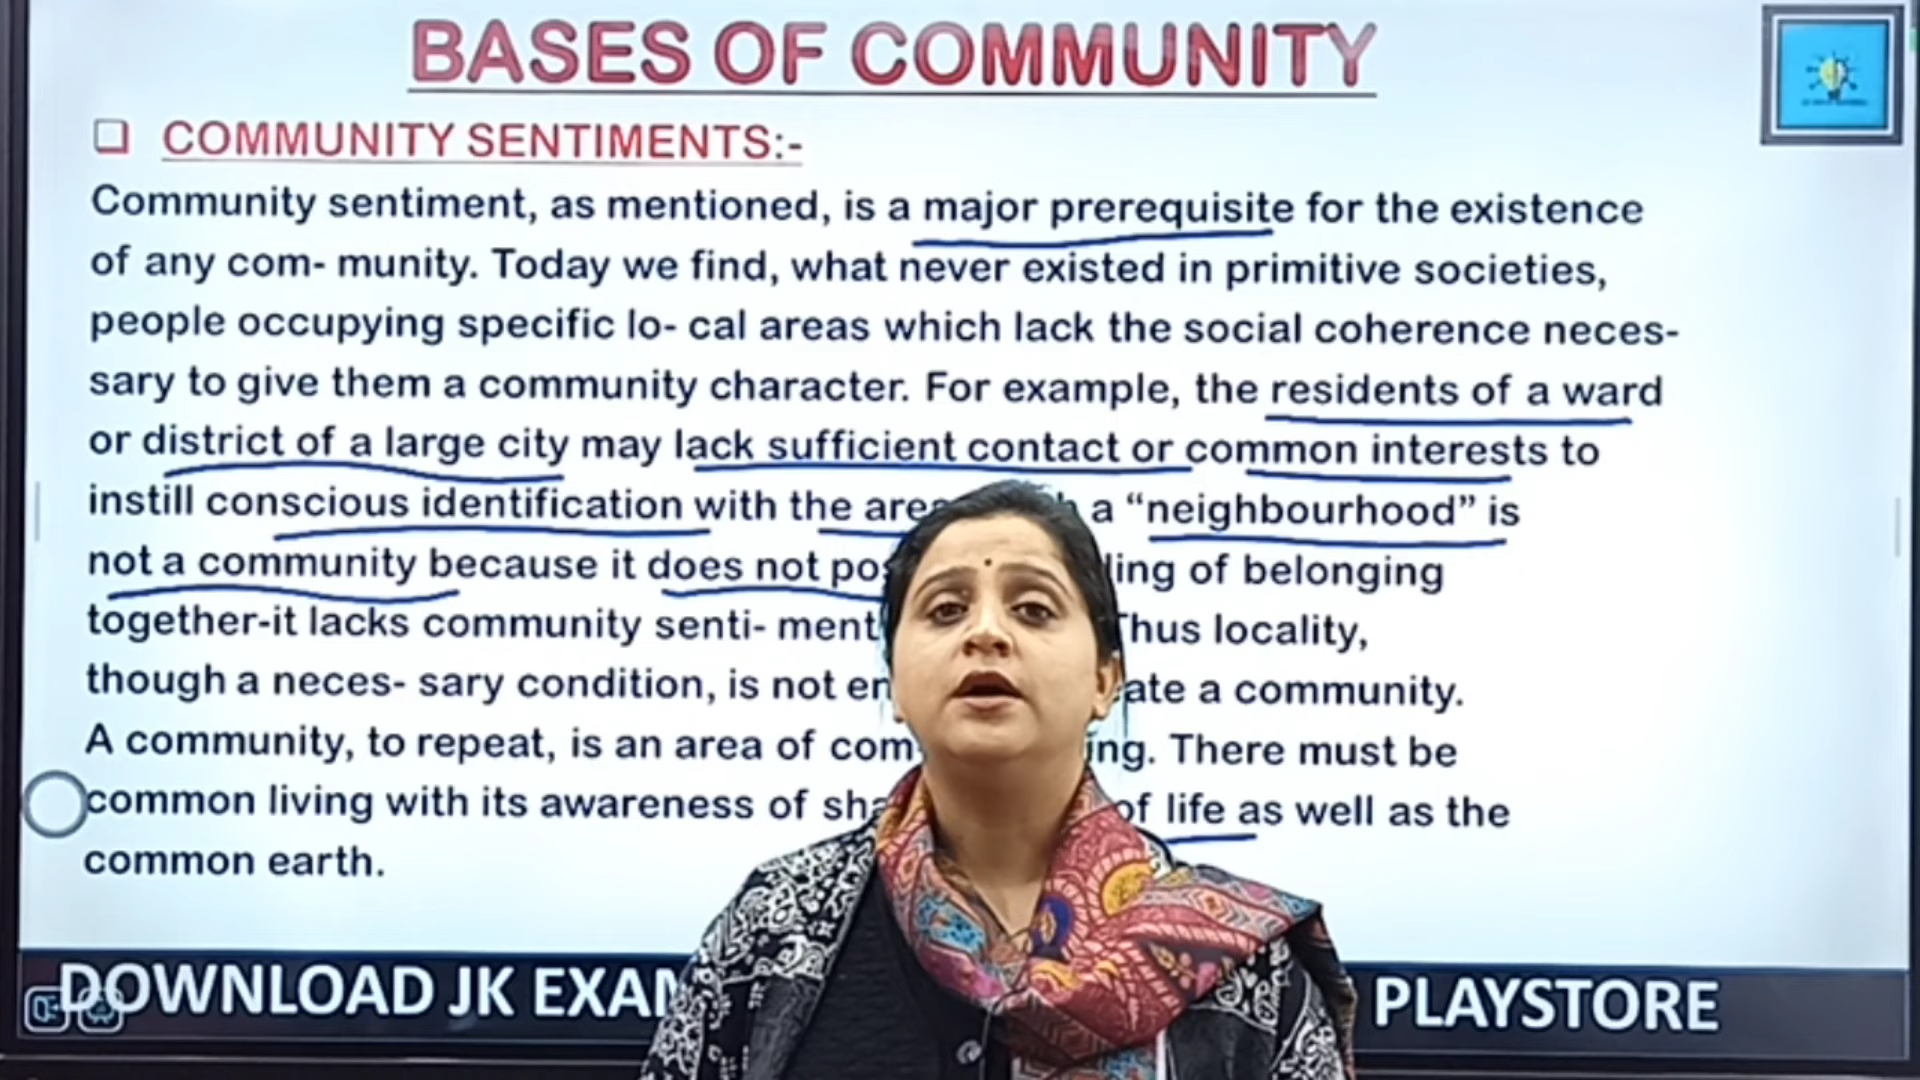 BASES OF COMMUNITY
❑ COMMUNITY SENTIMENTS:-
Community sentiment, as mentioned, is a major prerequisite for the existence
of any com- munity. Today we find, what never existed in primitive societies,
people occupying specific lo- cal areas which lack the social coherence neces-
sary to give them a community character. For example, the residents of a ward
or district of a large city may lack sufficient contact or common interests to
instill conscious identification with the a “neighbourhood” is
not a community because it does not of belonging
together-it lacks community senti- ment Thus locality,
though a neces- sary condition, is not a community.
A community, to repeat, is an area of There must be
common living with its awareness of of life as well as the
common earth.
DOWNLOAD JK PLAYSTORE